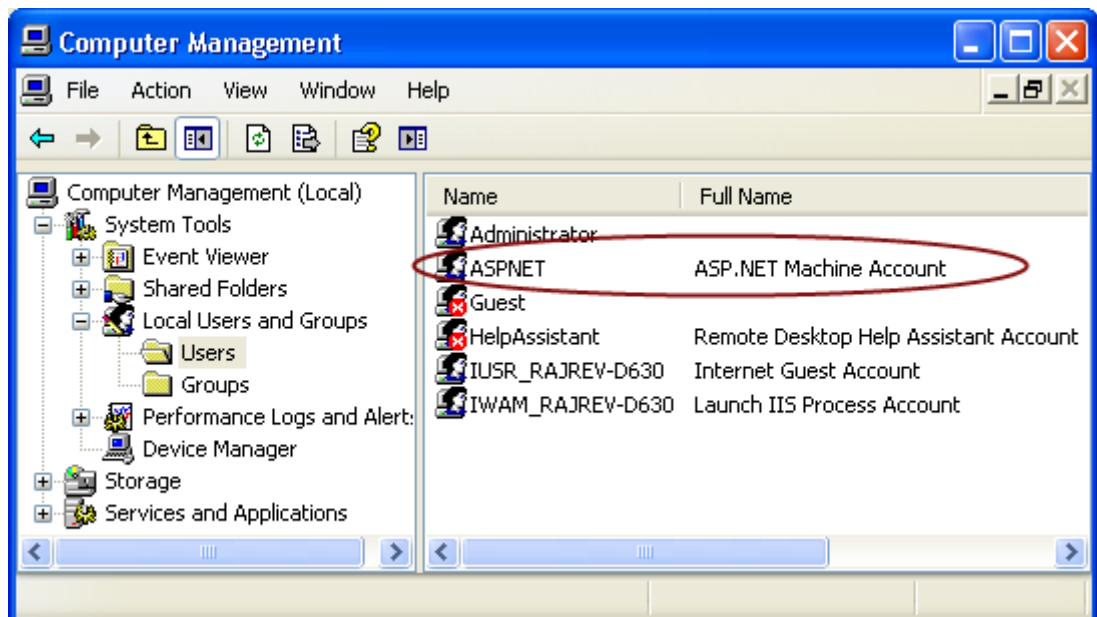 Computer Management
File Action View Window Help
Computer Management (Local)
System Tools
Event Viewer
Shared Folders
Local Users and Groups
Users
Groups
Performance Logs and Alert:
Device Manager
Storage
Services and Applications
Name Full Name
Administrator
ASPNET ASP.NET Machine Account
Guest
HelpAssistant Remote Desktop Help Assistant Account
IUSR_RAJREV-D630 Internet Guest Account
IWAM_RAJREV-D630 Launch IIS Process Account